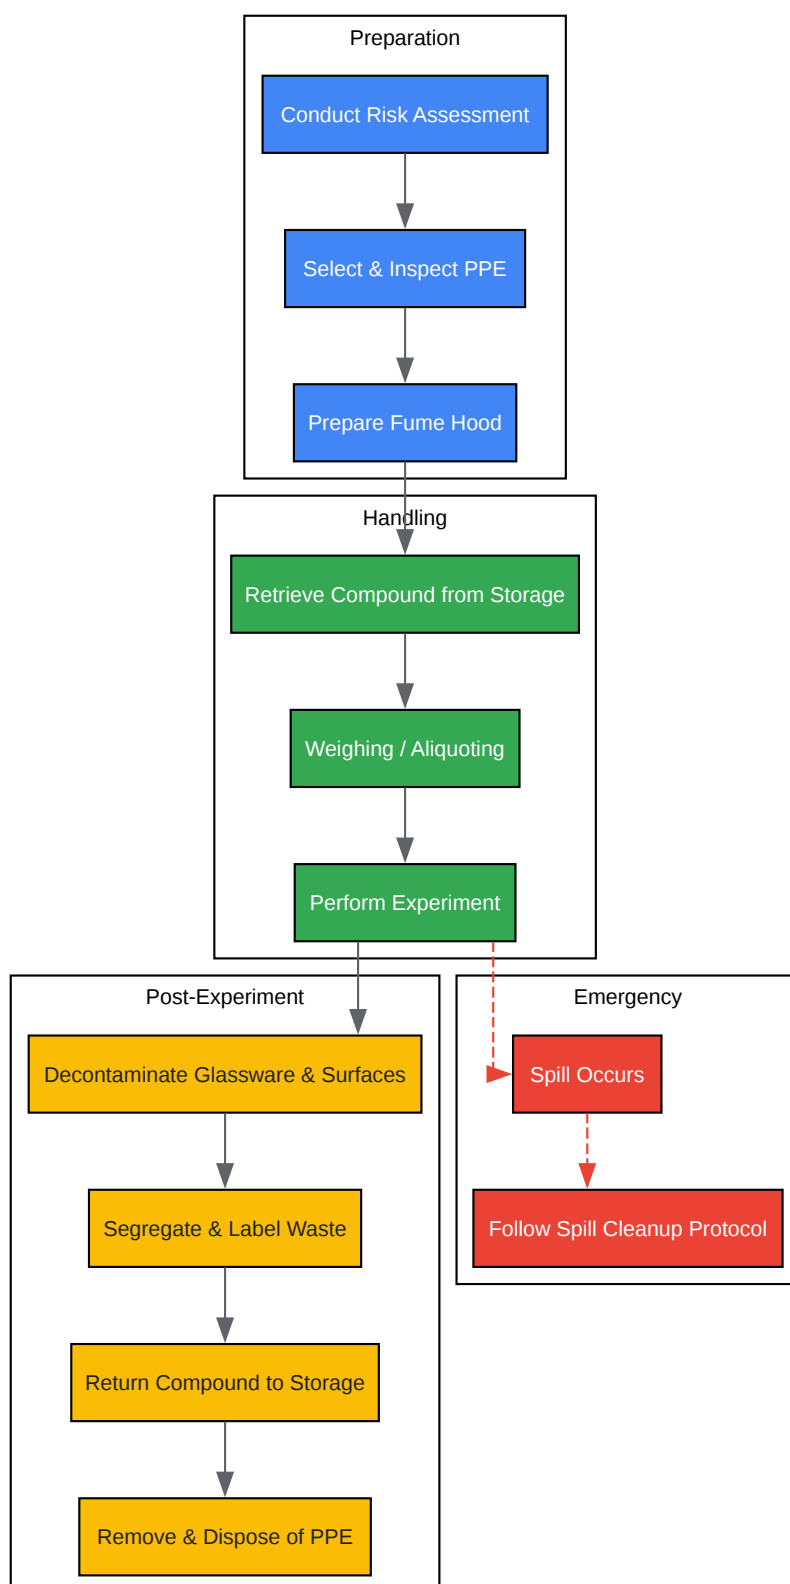 Preparation
Conduct Risk Assessment
Select & Inspect PPE
Prepare Fume Hood
Handling
Retrieve Compound from Storage
Weighing / Aliquoting
Perform Experiment
Post-Experiment
Decontaminate Glassware & Surfaces
Segregate & Label Waste
Return Compound to Storage
Remove & Dispose of PPE
Emergency
Spill Occurs
Follow Spill Cleanup Protocol